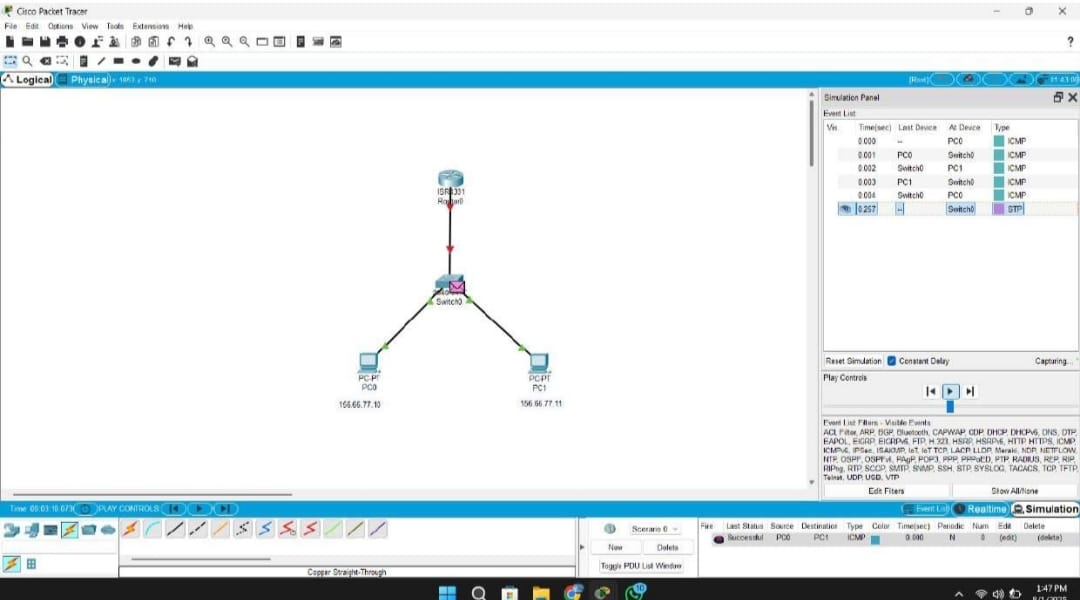 Cisco Packet Tracer
File Edit Options View Tools Extensions Help
?
Logical Physical x: 1053 y: 710
[Root] 11:43:00
Simulation Panel
Event List
Vis. Time(sec) Last Device At Device Type
0.000 -- PC0 ICMP
0.001 PC0 Switch0 ICMP
0.002 Switch0 PC1 ICMP
0.003 PC1 Switch0 ICMP
0.004 Switch0 PC0 ICMP
0.257 -- Switch0 STP
ISR4331
Router0
Switch0
PC-PT
PC0
PC-PT
PC1
156.66.77.10
156.66.77.11
Reset Simulation Constant Delay Capturing...
Play Controls
Event List Filters - Visible Events
ACL Filter, ARP, BGP, Bluetooth, CAPWAP, CDP, DHCP, DHCPv6, DNS, DTP,
EAPOL, EIGRP, EIGRPv6, FTP, H.323, HSRP, HSRPv6, HTTP, HTTPS, ICMP,
ICMPv6, IPSec, ISAKMP, IoT, IoT TCP, LACP, LLDP, Meraki, NDP, NETFLOW,
NTP, OSPF, OSPFv6, PAgP, POP3, PPP, PPPoED, PTP, RADIUS, REP, RIP,
RIPng, RTP, SCCP, SMTP, SNMP, SSH, STP, SYSLOG, TACACS, TCP, TFTP,
Telnet, UDP, USB, VTP
Edit Filters Show All/None
Time: 00:03:10.073 PLAY CONTROLS
Event List Realtime Simulation
Scenario 0
New Delete
Toggle PDU List Window
Fire Last Status Source Destination Type Color Time(sec) Periodic Num Edit Delete
Successful PC0 PC1 ICMP 0.000 N 0 (edit) (delete)
Copper Straight-Through
1:47 PM